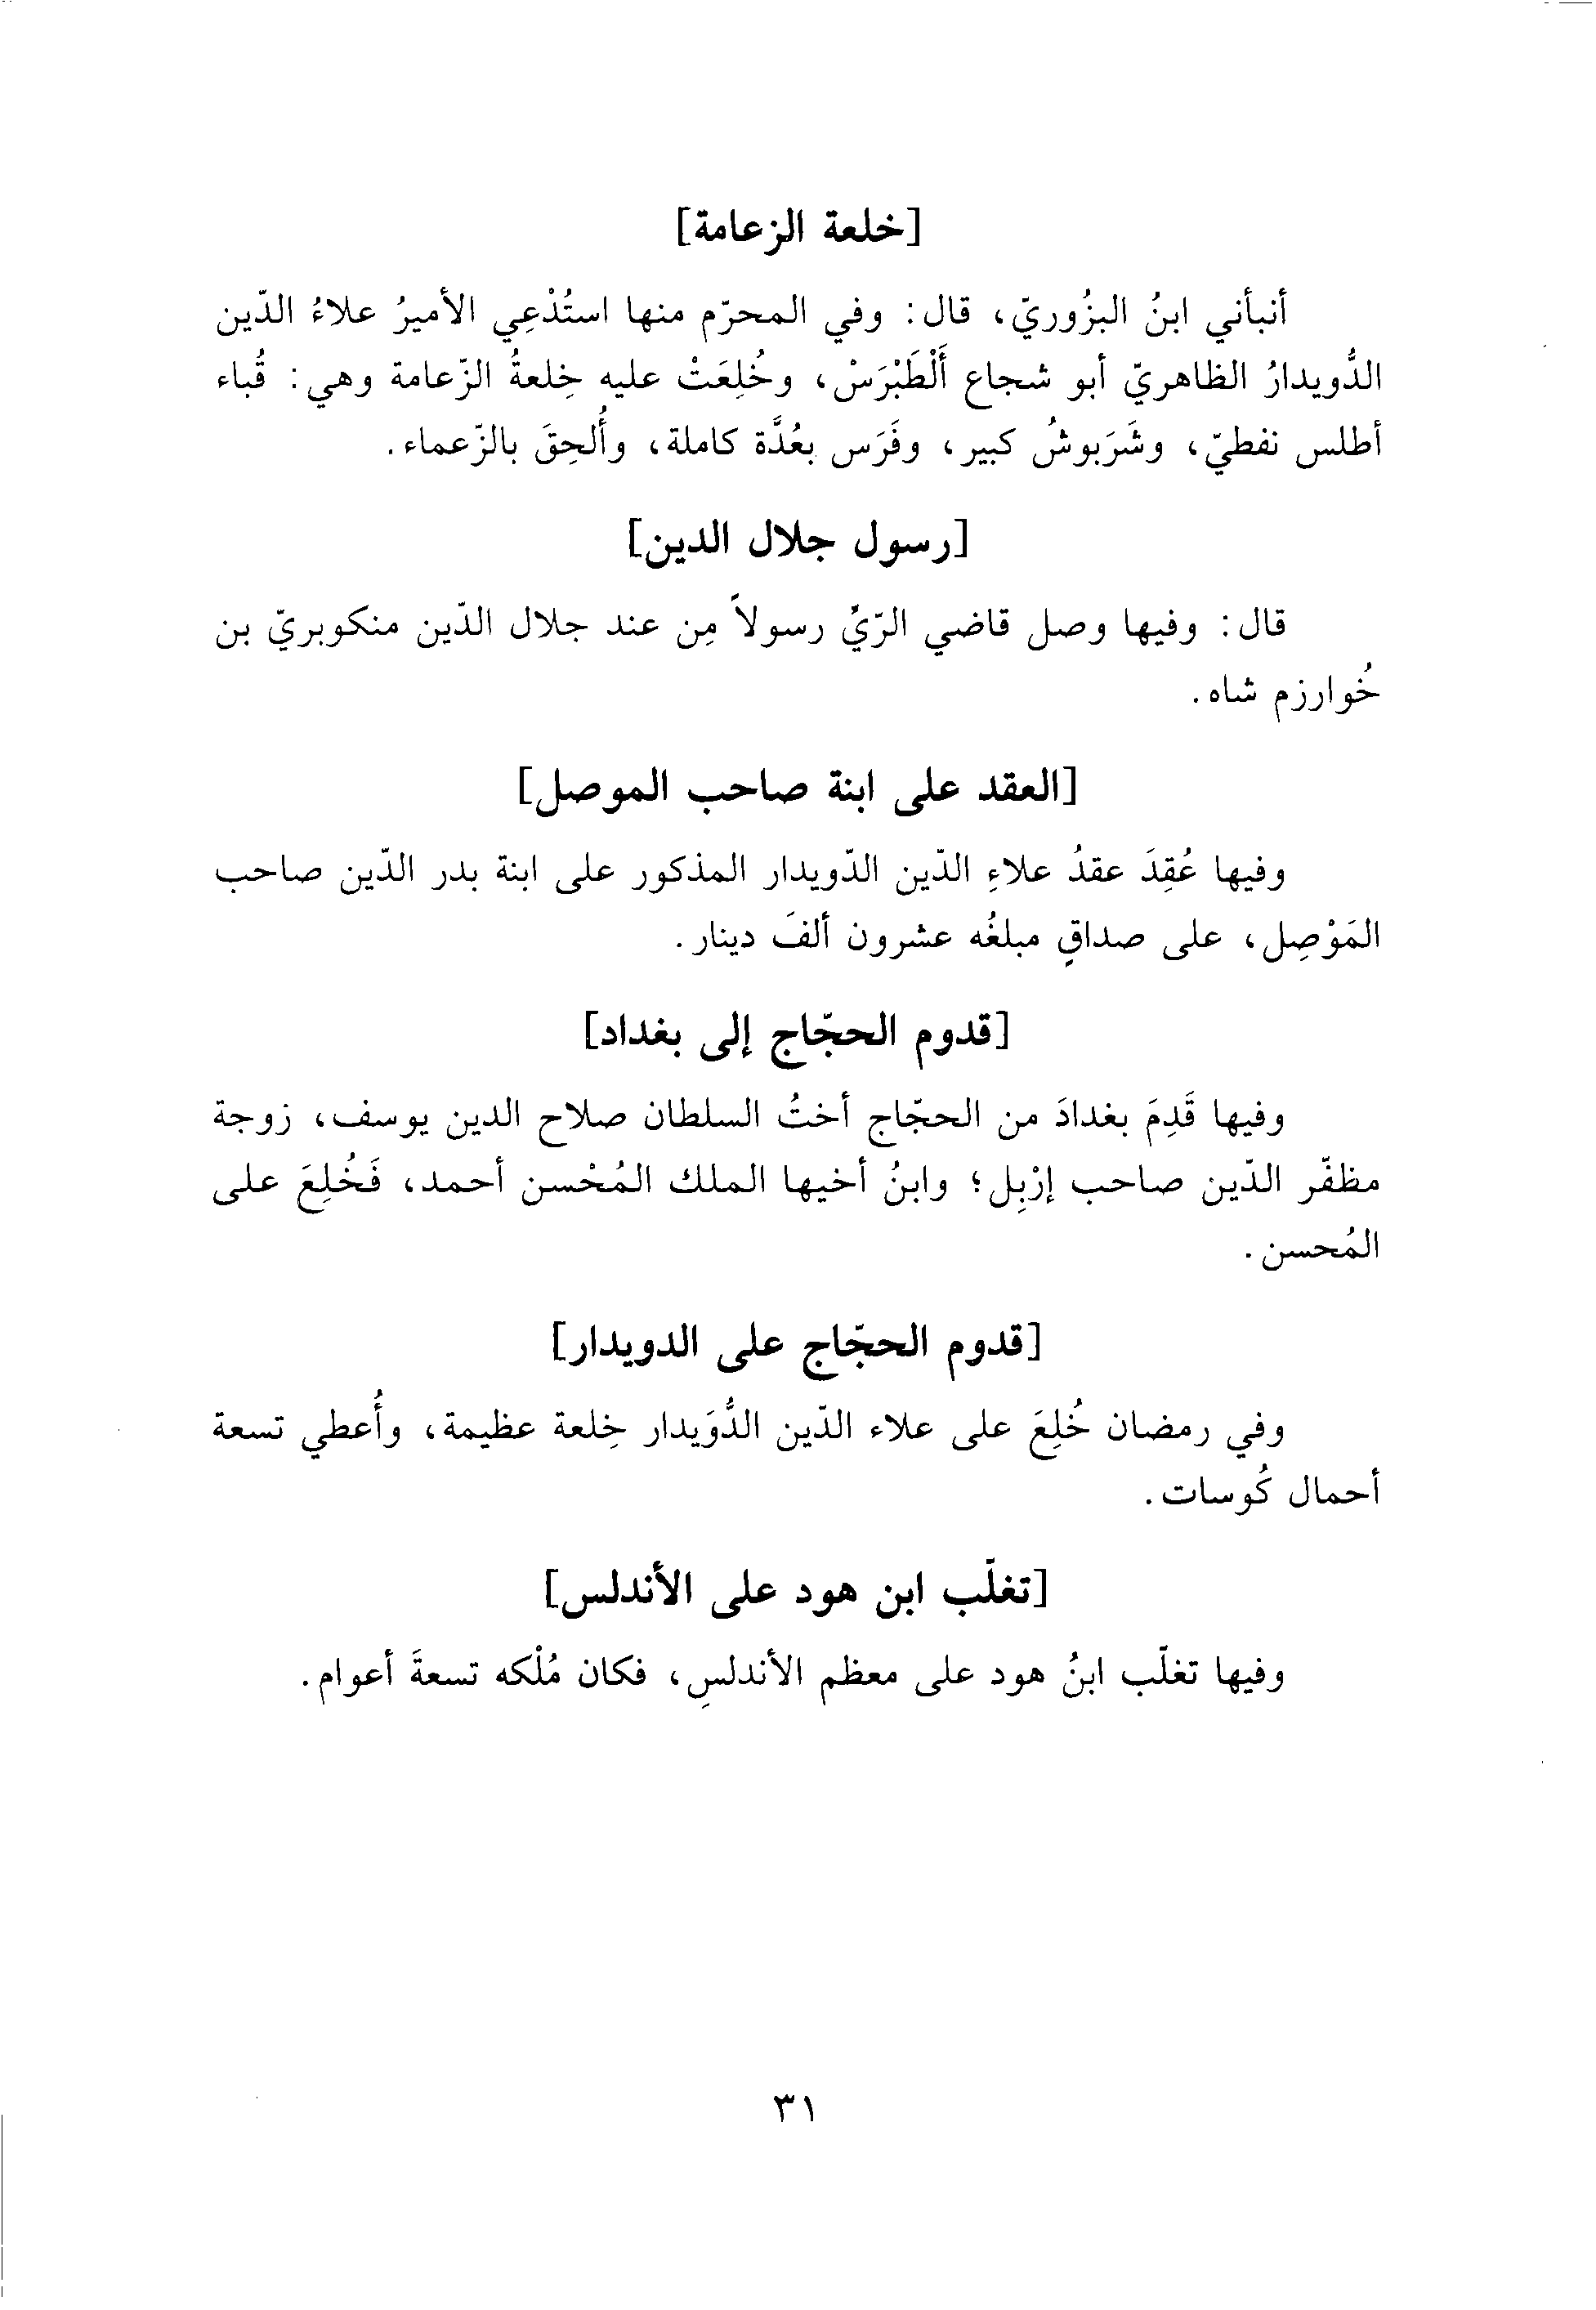 [خلعة الزعامة]
أنبأني ابنُ البزُوريّ، قال: وفي المحرّم منها استُدْعِي الأميرُ علاءُ الدّين
الدُّويدارُ الظاهريّ أبو شجاع أَلْطَبْرَسْ، وخُلِعَتْ عليه خِلعةُ الزّعامة وهي: قُباء
أطلس نفطيّ، وشَرَبوشُ كبير، وفَرَس بعُدَّة كاملة، وأُلحِقَ بالزّعماء.
[رسول جلال الدين]
قال: وفيها وصل قاضي الرّيِّ رسولاً مِن عند جلال الدّين منكوبريّ بن
خُوارزم شاه.
[العقد على ابنة صاحب الموصل]
وفيها عُقِدَ عقدُ علاءِ الدّين الدّويدار المذكور على ابنة بدر الدّين صاحب
المَوْصِل، على صداقٍ مبلغُه عشرون ألفَ دينار.
[قدوم الحجّاج إلى بغداد]
وفيها قَدِمَ بغدادَ من الحجّاج أختُ السلطان صلاح الدين يوسف، زوجة
مظفّر الدّين صاحب إرْبِل؛ وابنُ أخيها الملك المُحْسن أحمد، فَخُلِعَ على
المُحسن.
[قدوم الحجّاج على الدويدار]
وفي رمضان خُلِعَ على علاء الدّين الدُّوَيدار خِلعة عظيمة، وأُعطي تسعة
أحمال كُوسات.
[تغلّب ابن هود على الأندلس]
وفيها تغلّب ابنُ هود على معظم الأندلسِ، فكان مُلْكه تسعةَ أعوام.
٣١